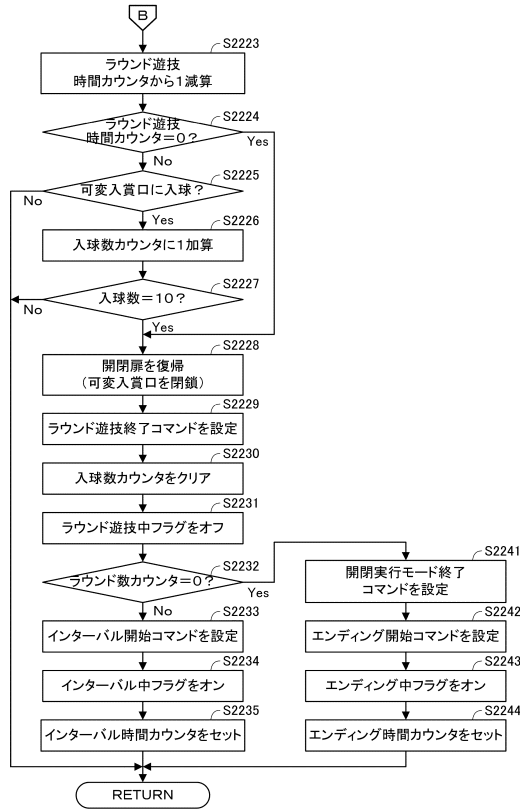 B
S2223
ラウンド遊技
時間カウンタから1減算
S2224
ラウンド遊技
時間カウンタ=0?
Yes
No
S2225
可変入賞口に入球?
No
Yes
S2226
入球数カウンタに1加算
S2227
入球数=10?
No
Yes
S2228
開閉扉を復帰
(可変入賞口を閉鎖)
S2229
ラウンド遊技終了コマンドを設定
S2230
入球数カウンタをクリア
S2231
ラウンド遊技中フラグをオフ
S2232
ラウンド数カウンタ=0?
Yes
No
S2233
インターバル開始コマンドを設定
S2234
インターバル中フラグをオン
S2235
インターバル時間カウンタをセット
S2241
開閉実行モード終了
コマンドを設定
S2242
エンディング開始コマンドを設定
S2243
エンディング中フラグをオン
S2244
エンディング時間カウンタをセット
RETURN